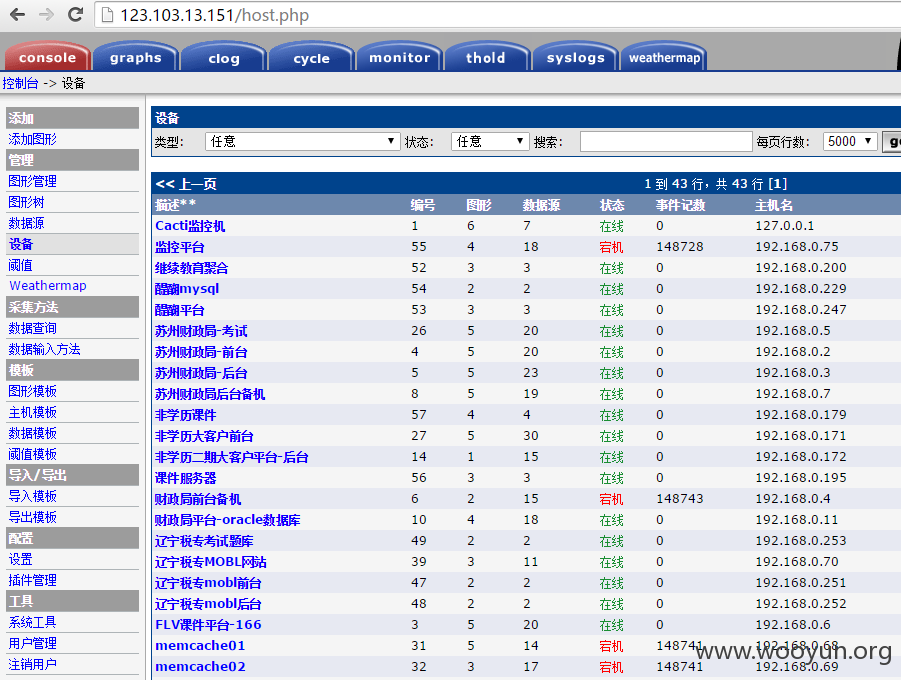 123.103.13.151/host.php
console graphs clog cycle monitor thold syslogs weathermap
控制台 -> 设备
添加
添加图形
管理
图形管理
图形树
数据源
设备
阈值
Weathermap
采集方法
数据查询
数据输入方法
模板
图形模板
主机模板
数据模板
阈值模板
导入/导出
导入模板
导出模板
配置
设置
插件管理
工具
系统工具
用户管理
注销用户
设备
类型: 任意 状态: 任意 搜索: 每页行数: 5000
<< 上一页 1 到 43 行, 共 43 行 [1]
描述** 编号 图形 数据源 状态 事件记数 主机名
Cacti监控机 1 6 7 在线 0 127.0.0.1
监控平台 55 4 18 宕机 148728 192.168.0.75
继续教育聚合 52 3 3 在线 0 192.168.0.200
醍醐mysql 54 2 2 在线 0 192.168.0.229
醍醐平台 53 3 3 在线 0 192.168.0.247
苏州财政局-考试 26 5 20 在线 0 192.168.0.5
苏州财政局-前台 4 5 20 在线 0 192.168.0.2
苏州财政局-后台 5 5 23 在线 0 192.168.0.3
苏州财政局后台备机 8 5 19 在线 0 192.168.0.7
非学历课件 57 4 4 在线 0 192.168.0.179
非学历大客户前台 27 5 30 在线 0 192.168.0.171
非学历二期大客户平台-后台 14 1 15 在线 0 192.168.0.172
课件服务器 56 3 3 在线 0 192.168.0.195
财政局前台备机 6 2 15 宕机 148743 192.168.0.4
财政局平台-oracle数据库 10 4 18 在线 0 192.168.0.11
辽宁税专考试题库 49 2 2 在线 0 192.168.0.253
辽宁税专MOBL网站 39 3 11 在线 0 192.168.0.70
辽宁税专mobl前台 47 2 2 在线 0 192.168.0.251
辽宁税专mobl后台 48 2 2 在线 0 192.168.0.252
FLV课件平台-166 3 5 20 在线 0 192.168.0.6
memcache01 31 5 14 宕机 148741 192.168.0.68
memcache02 32 3 17 宕机 148741 192.168.0.69
www.wooyun.org